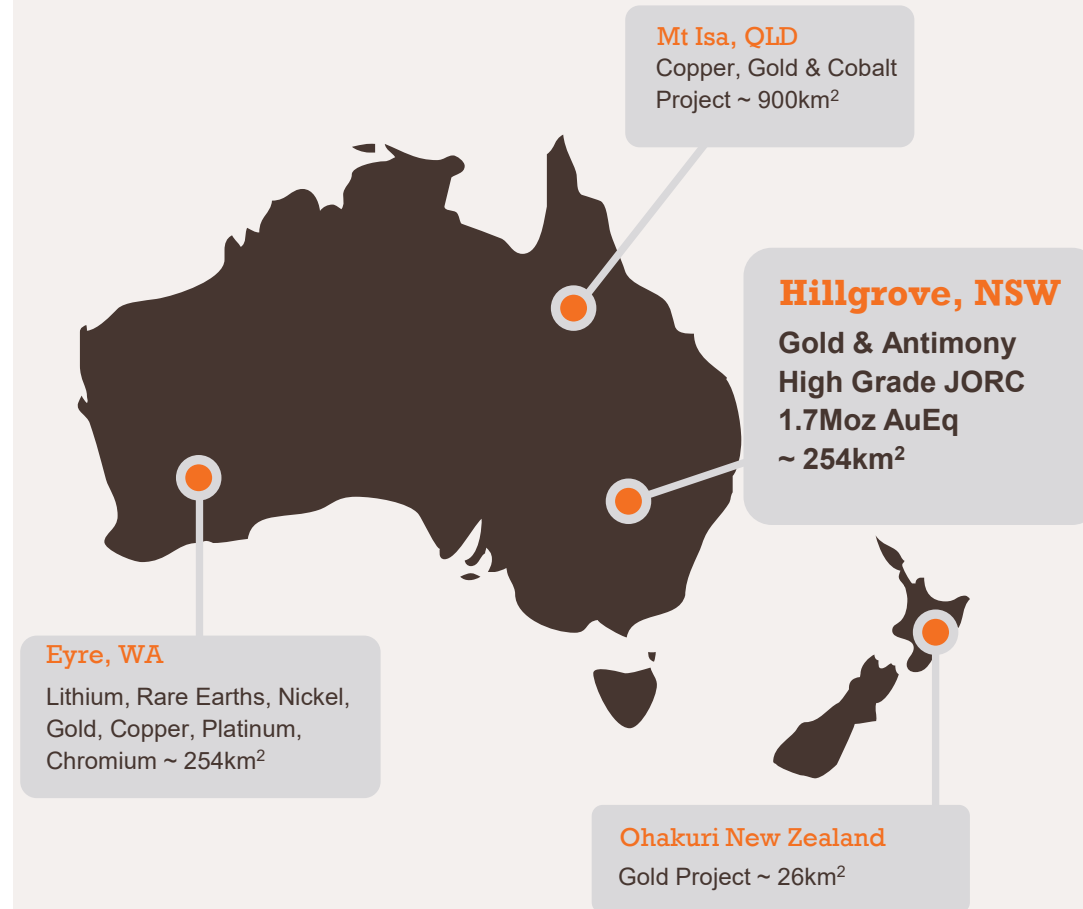 Mt Isa, QLD
Copper, Gold & Cobalt
Project ~ 900km²
Hillgrove, NSW
Gold & Antimony
High Grade JORC
1.7Moz AuEq
~ 254km²
Eyre, WA
Lithium, Rare Earths, Nickel,
Gold, Copper, Platinum,
Chromium ~ 254km²
Ohakuri New Zealand
Gold Project ~ 26km²